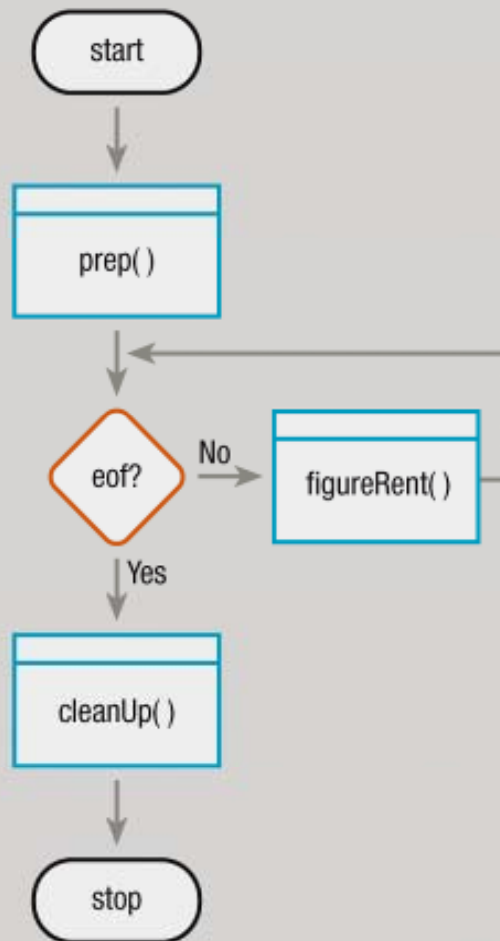 start
prep( )
eof?
No
figureRent( )
Yes
cleanUp( )
stop